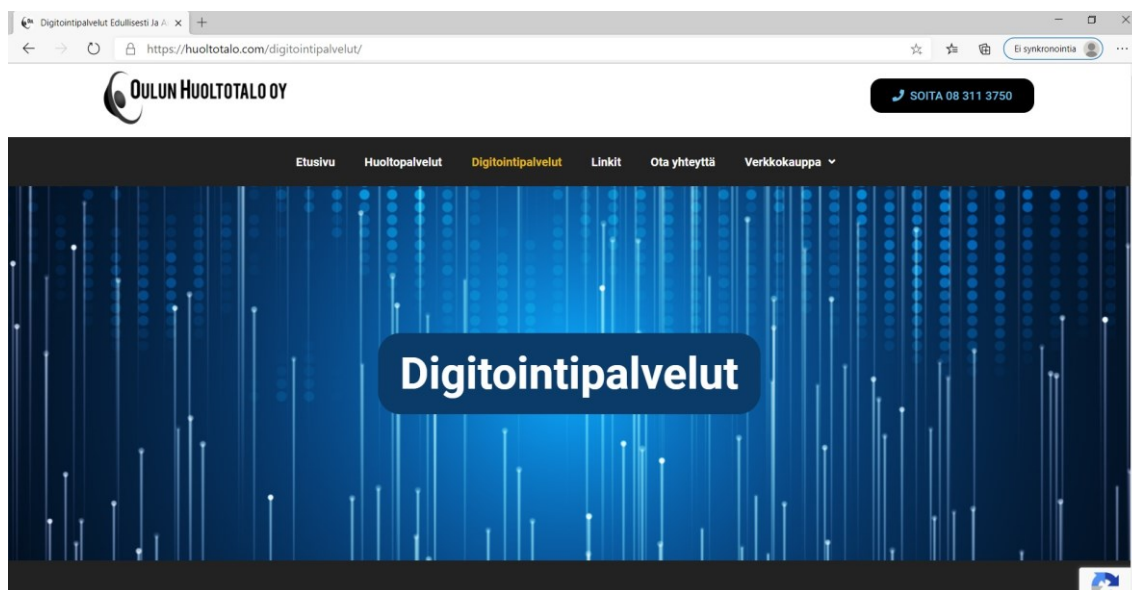 Digitointipalvelut Edullisesti Ja A
https://huoltotalo.com/digitointipalvelut/
Ei synkronointia
OULUN HUOLTOTALO OY
SOITA 08 311 3750
Etusivu Huoltopalvelut Digitointipalvelut Linkit Ota yhteyttä Verkkokauppa
Digitointipalvelut